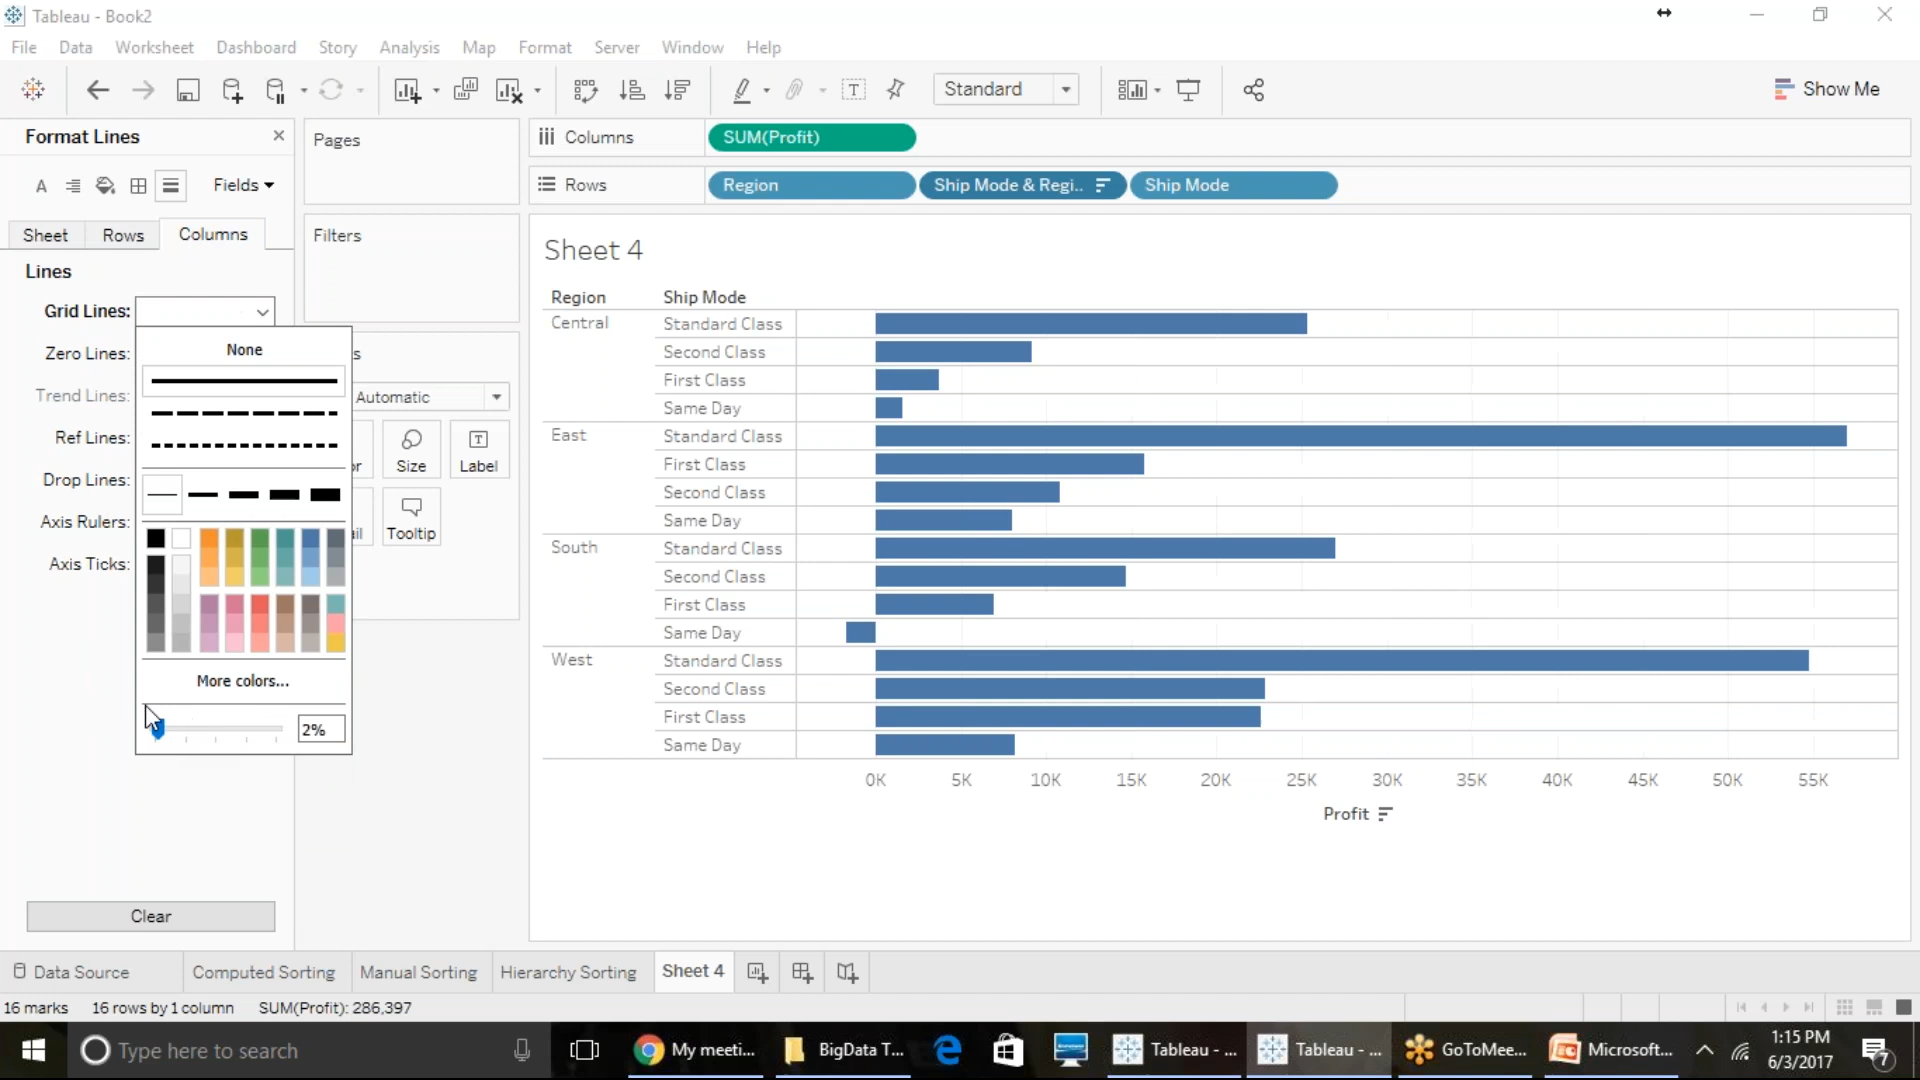 Tableau - Book2
File Data Worksheet Dashboard Story Analysis Map Format Server Window Help
Standard
Show Me
Format Lines
Fields
Sheet Rows Columns
Lines
Grid Lines:
Zero Lines:
Trend Lines:
Ref Lines:
Drop Lines:
Axis Rulers:
Axis Ticks:
None
More colors...
2%
Clear
Pages
Filters
Automatic
Size
Label
Tooltip
Columns
SUM(Profit)
Rows
Region
Ship Mode & Regi..
Ship Mode
Sheet 4
Region Ship Mode
Central Standard Class
Second Class
First Class
Same Day
East Standard Class
First Class
Second Class
Same Day
South Standard Class
Second Class
First Class
Same Day
West Standard Class
Second Class
First Class
Same Day
0K 5K 10K 15K 20K 25K 30K 35K 40K 45K 50K 55K
Profit
Data Source Computed Sorting Manual Sorting Hierarchy Sorting Sheet 4
16 marks 16 rows by 1 column SUM(Profit): 286,397
Type here to search
My meeti...
BigData T...
Tableau - ...
Tableau - ...
GoToMee...
Microsoft...
1:15 PM
6/3/2017
7